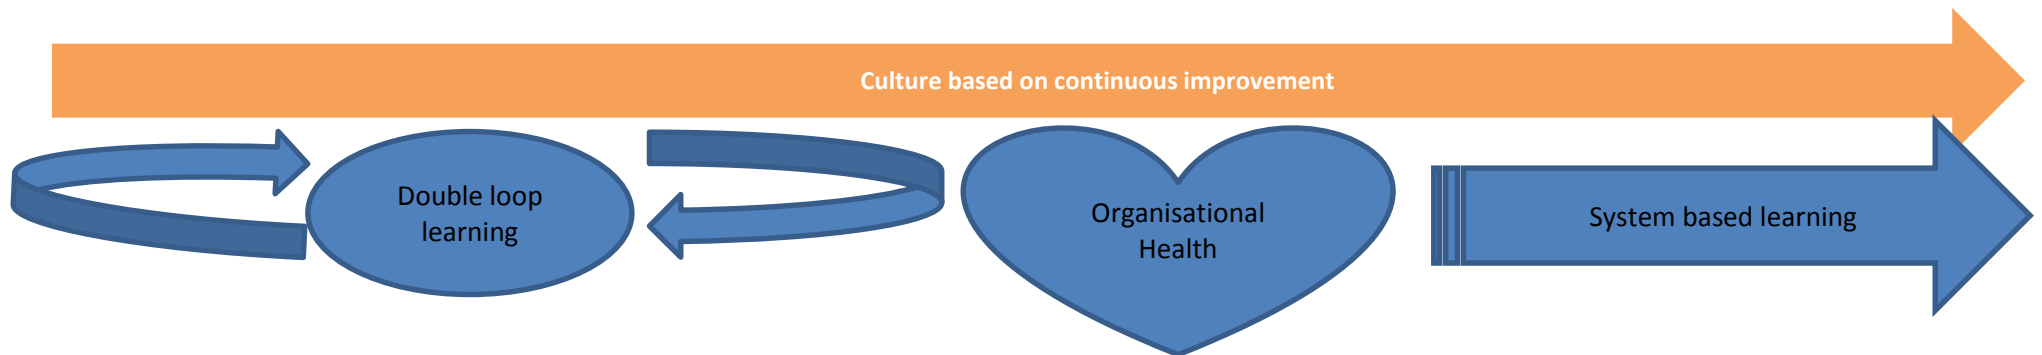 Culture based on continuous improvement
Double loop
learning
Organisational
Health
System based learning